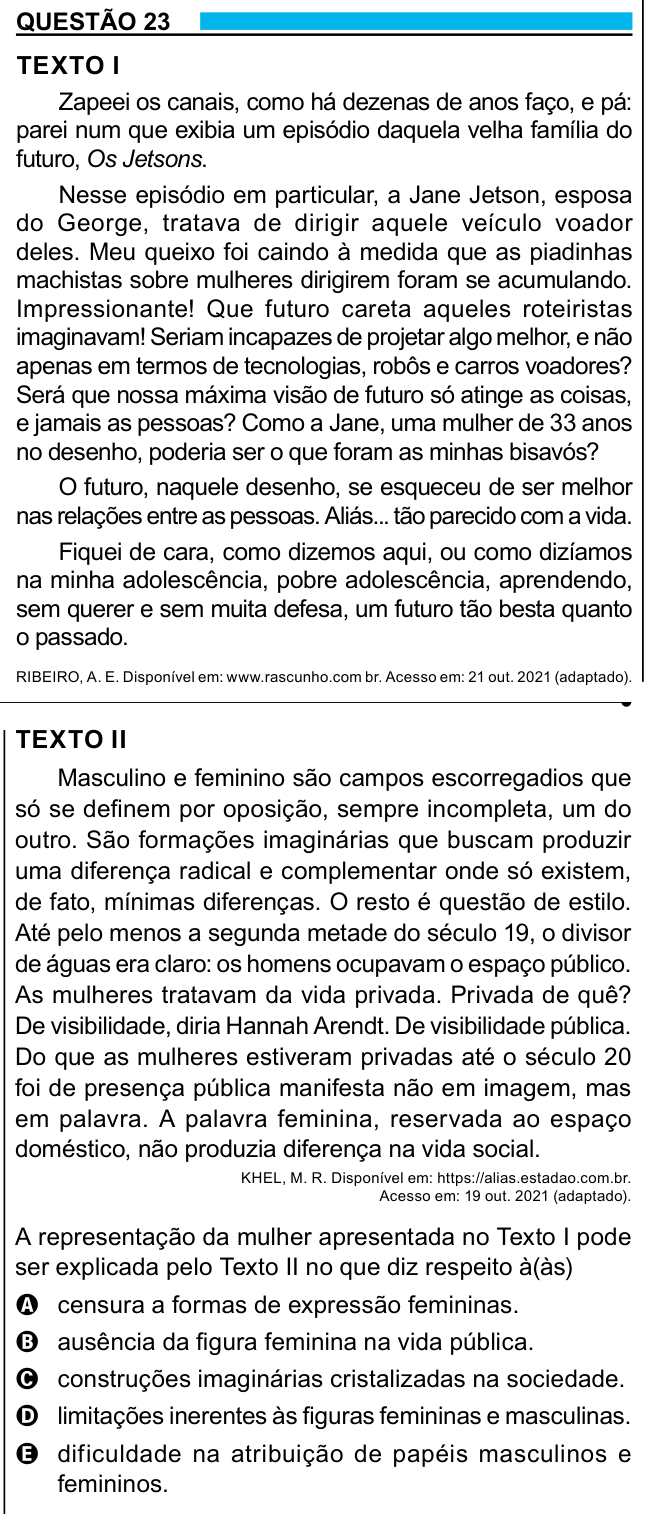 QUESTÃO 23
TEXTO I
Zapeei os canais, como há dezenas de anos faço, e pá:
parei num que exibia um episódio daquela velha família do
futuro, Os Jetsons.
Nesse episódio em particular, a Jane Jetson, esposa
do George, tratava de dirigir aquele veículo voador
deles. Meu queixo foi caindo à medida que as piadinhas
machistas sobre mulheres dirigirem foram se acumulando.
Impressionante! Que futuro careta aqueles roteiristas
imaginavam! Seriam incapazes de projetar algo melhor, e não
apenas em termos de tecnologias, robôs e carros voadores?
Será que nossa máxima visão de futuro só atinge as coisas,
e jamais as pessoas? Como a Jane, uma mulher de 33 anos
no desenho, poderia ser o que foram as minhas bisavós?
O futuro, naquele desenho, se esqueceu de ser melhor
nas relações entre as pessoas. Aliás... tão parecido com a vida.
Fiquei de cara, como dizemos aqui, ou como dizíamos
na minha adolescência, pobre adolescência, aprendendo,
sem querer e sem muita defesa, um futuro tão besta quanto
o passado.
RIBEIRO, A. E. Disponível em: www.rascunho.com br. Acesso em: 21 out. 2021 (adaptado).
TEXTO II
Masculino e feminino são campos escorregadios que
só se definem por oposição, sempre incompleta, um do
outro. São formações imaginárias que buscam produzir
uma diferença radical e complementar onde só existem,
de fato, mínimas diferenças. O resto é questão de estilo.
Até pelo menos a segunda metade do século 19, o divisor
de águas era claro: os homens ocupavam o espaço público.
As mulheres tratavam da vida privada. Privada de quê?
De visibilidade, diria Hannah Arendt. De visibilidade pública.
Do que as mulheres estiveram privadas até o século 20
foi de presença pública manifesta não em imagem, mas
em palavra. A palavra feminina, reservada ao espaço
doméstico, não produzia diferença na vida social.
KHEL, M. R. Disponível em: https://alias.estadao.com.br.
Acesso em: 19 out. 2021 (adaptado).
A representação da mulher apresentada no Texto I pode
ser explicada pelo Texto II no que diz respeito à(às)
A censura a formas de expressão femininas.
B ausência da figura feminina na vida pública.
C construções imaginárias cristalizadas na sociedade.
D limitações inerentes às figuras femininas e masculinas.
E dificuldade na atribuição de papéis masculinos e
femininos.